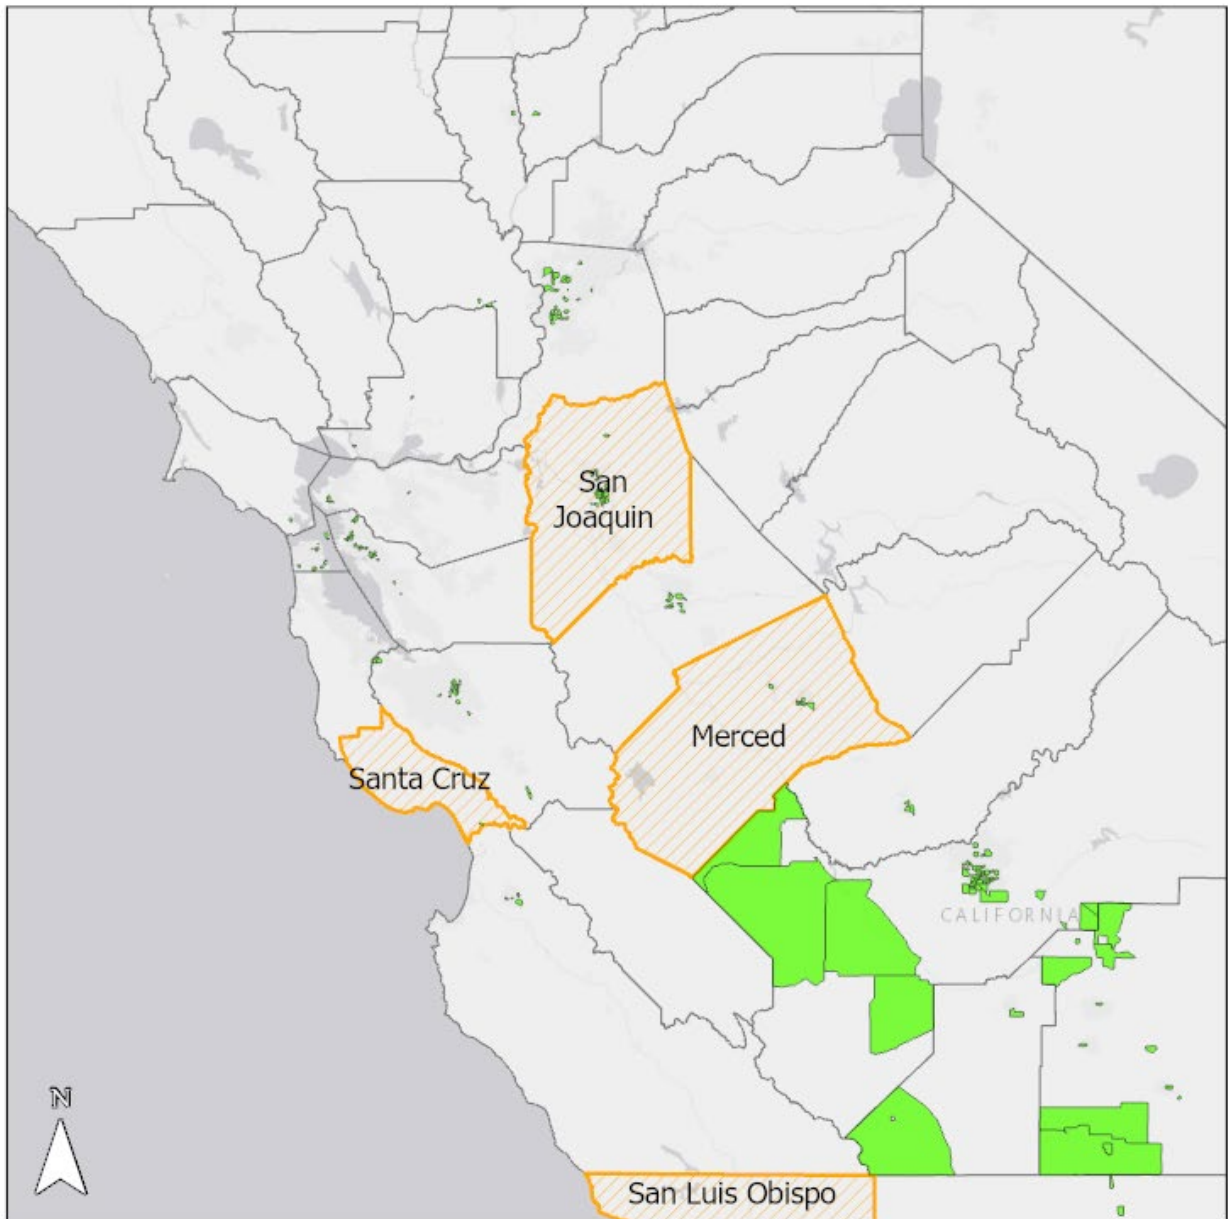 San
Joaquin
Merced
Santa Cruz
CALIFORNIA
N
San Luis Obispo